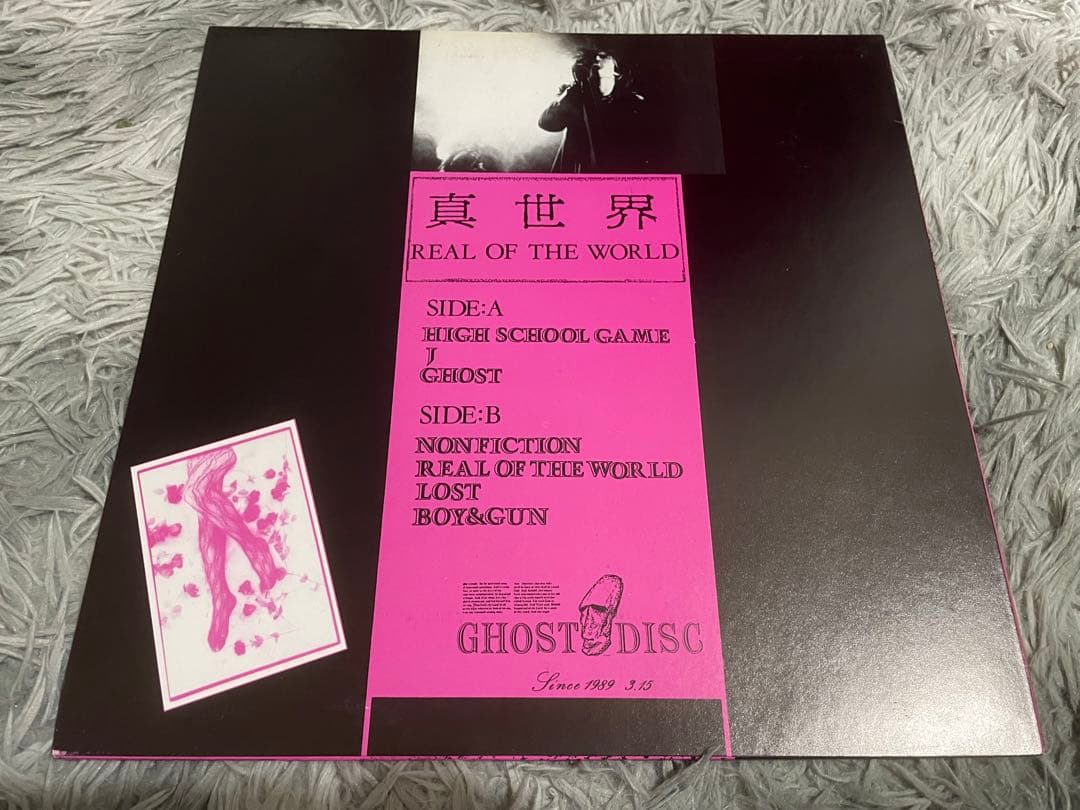 真世界
REAL OF THE WORLD
SIDE:A
HIGH SCHOOL GAME
J
GHOST
SIDE:B
NONFICTION
REAL OF THE WORLD
LOST
BOY&GUN
GHOST DISC
Since 1989 3.15